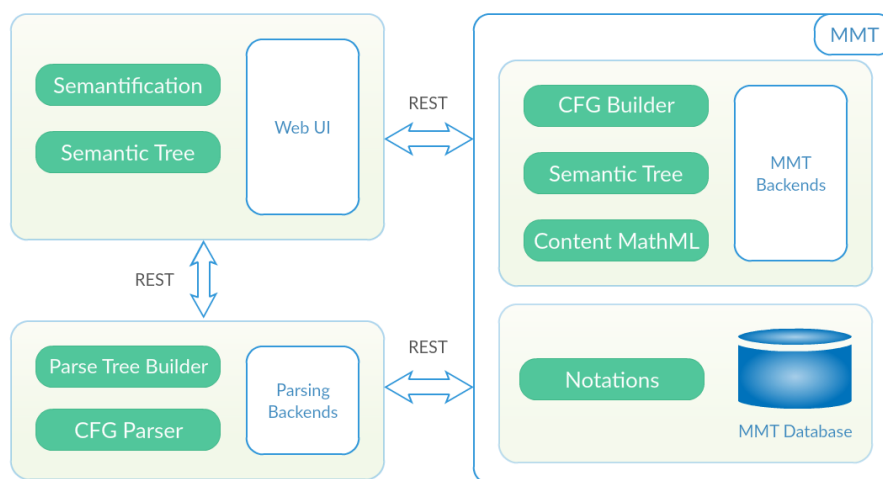 MMT
Semantification
Semantic Tree
Web UI
REST
CFG Builder
Semantic Tree
Content MathML
MMT
Backends
REST
Parse Tree Builder
CFG Parser
Parsing
Backends
REST
Notations
MMT Database